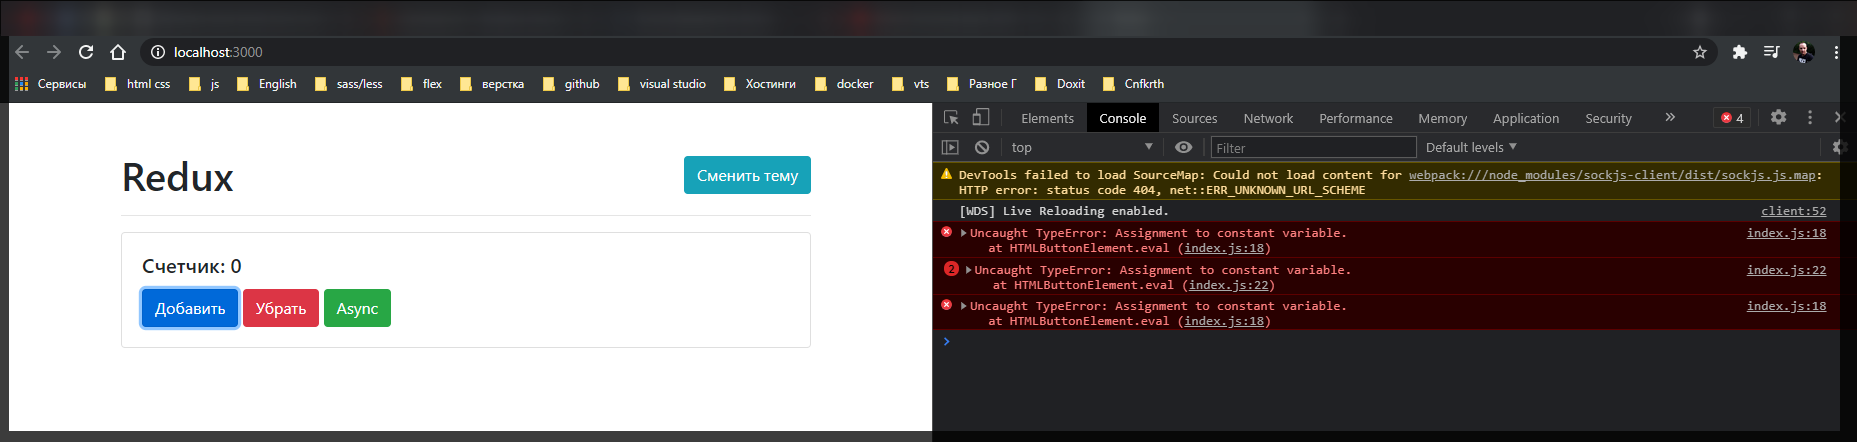 localhost:3000
Сервисы html css js English sass/less flex верстка github visual studio Хостинги docker vts Разное Г Doxit Cnfkrth
Redux
Сменить тему
Счетчик: 0
Добавить Убрать Async
Elements Console Sources Network Performance Memory Application Security » 4
top Filter Default levels
DevTools failed to load SourceMap: Could not load content for webpack:///node_modules/sockjs-client/dist/sockjs.js.map:
HTTP error: status code 404, net::ERR_UNKNOWN_URL_SCHEME
[WDS] Live Reloading enabled. client:52
Uncaught TypeError: Assignment to constant variable. index.js:18
at HTMLButtonElement.eval (index.js:18)
2 Uncaught TypeError: Assignment to constant variable. index.js:22
at HTMLButtonElement.eval (index.js:22)
Uncaught TypeError: Assignment to constant variable. index.js:18
at HTMLButtonElement.eval (index.js:18)